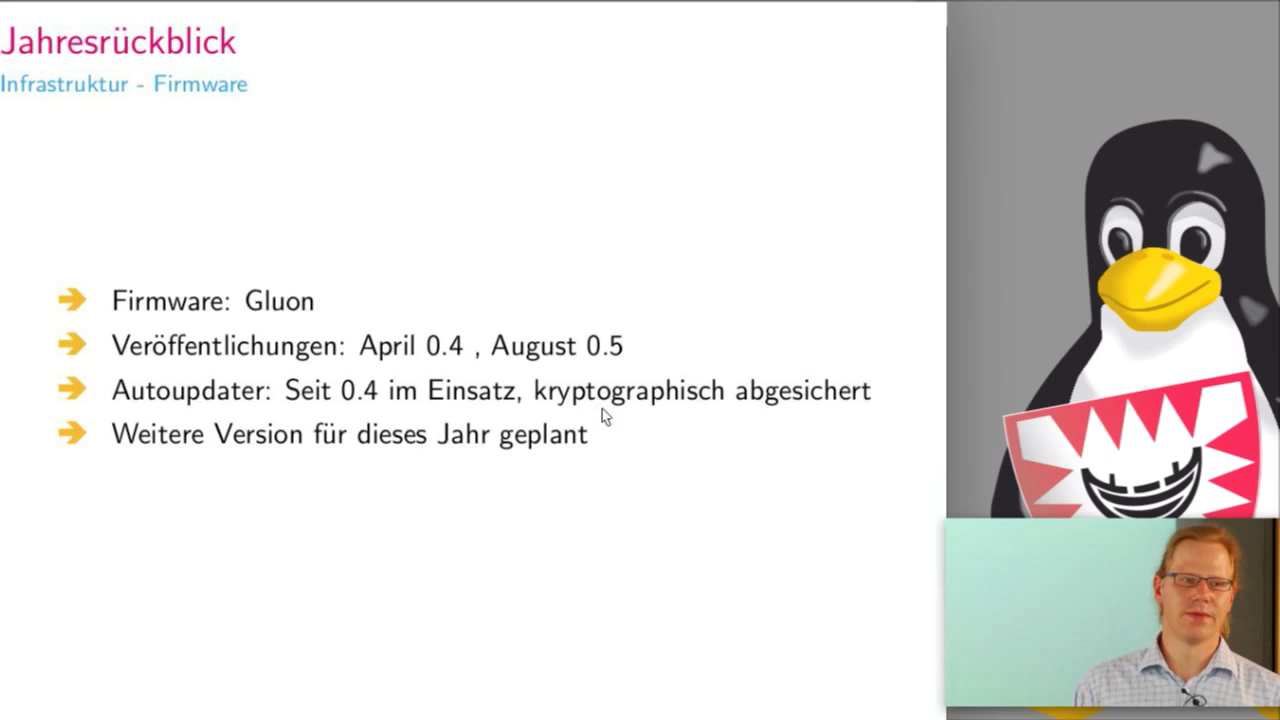 Jahresrückblick
Infrastruktur - Firmware
Firmware: Gluon
Veröffentlichungen: April 0.4 , August 0.5
Autoupdater: Seit 0.4 im Einsatz, kryptographisch abgesichert
Weitere Version für dieses Jahr geplant